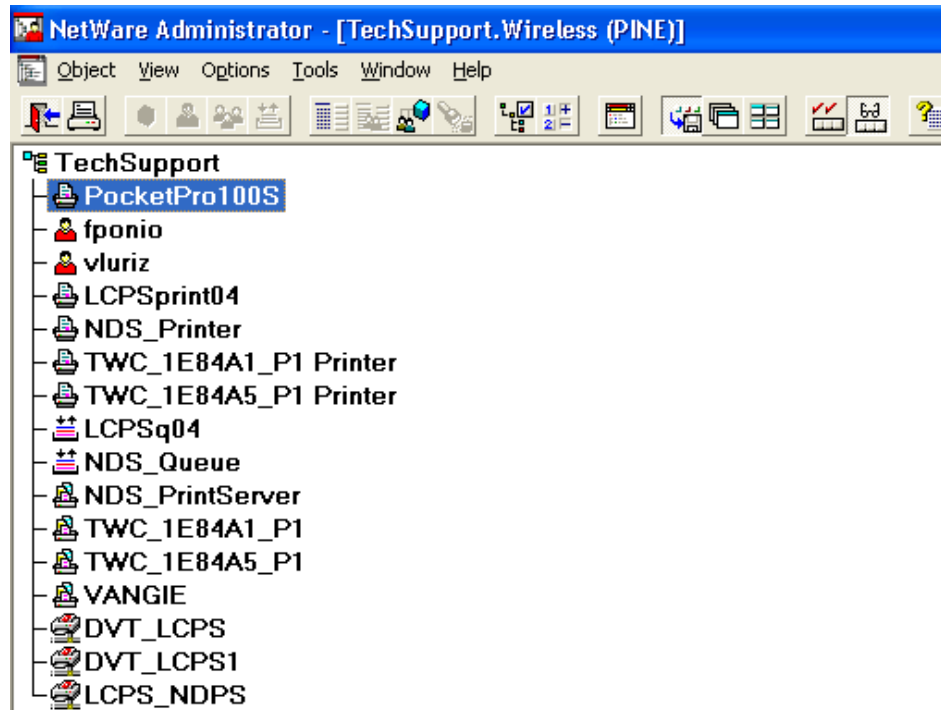 NetWare Administrator - [TechSupport.Wireless (PINE)]
Object View Options Tools Window Help
TechSupport
PocketPro100S
fponio
vluriz
LCPSprint04
NDS_Printer
TWC_1E84A1_P1 Printer
TWC_1E84A5_P1 Printer
LCPSq04
NDS_Queue
NDS_PrintServer
TWC_1E84A1_P1
TWC_1E84A5_P1
VANGIE
DVT_LCPS
DVT_LCPS1
LCPS_NDPS